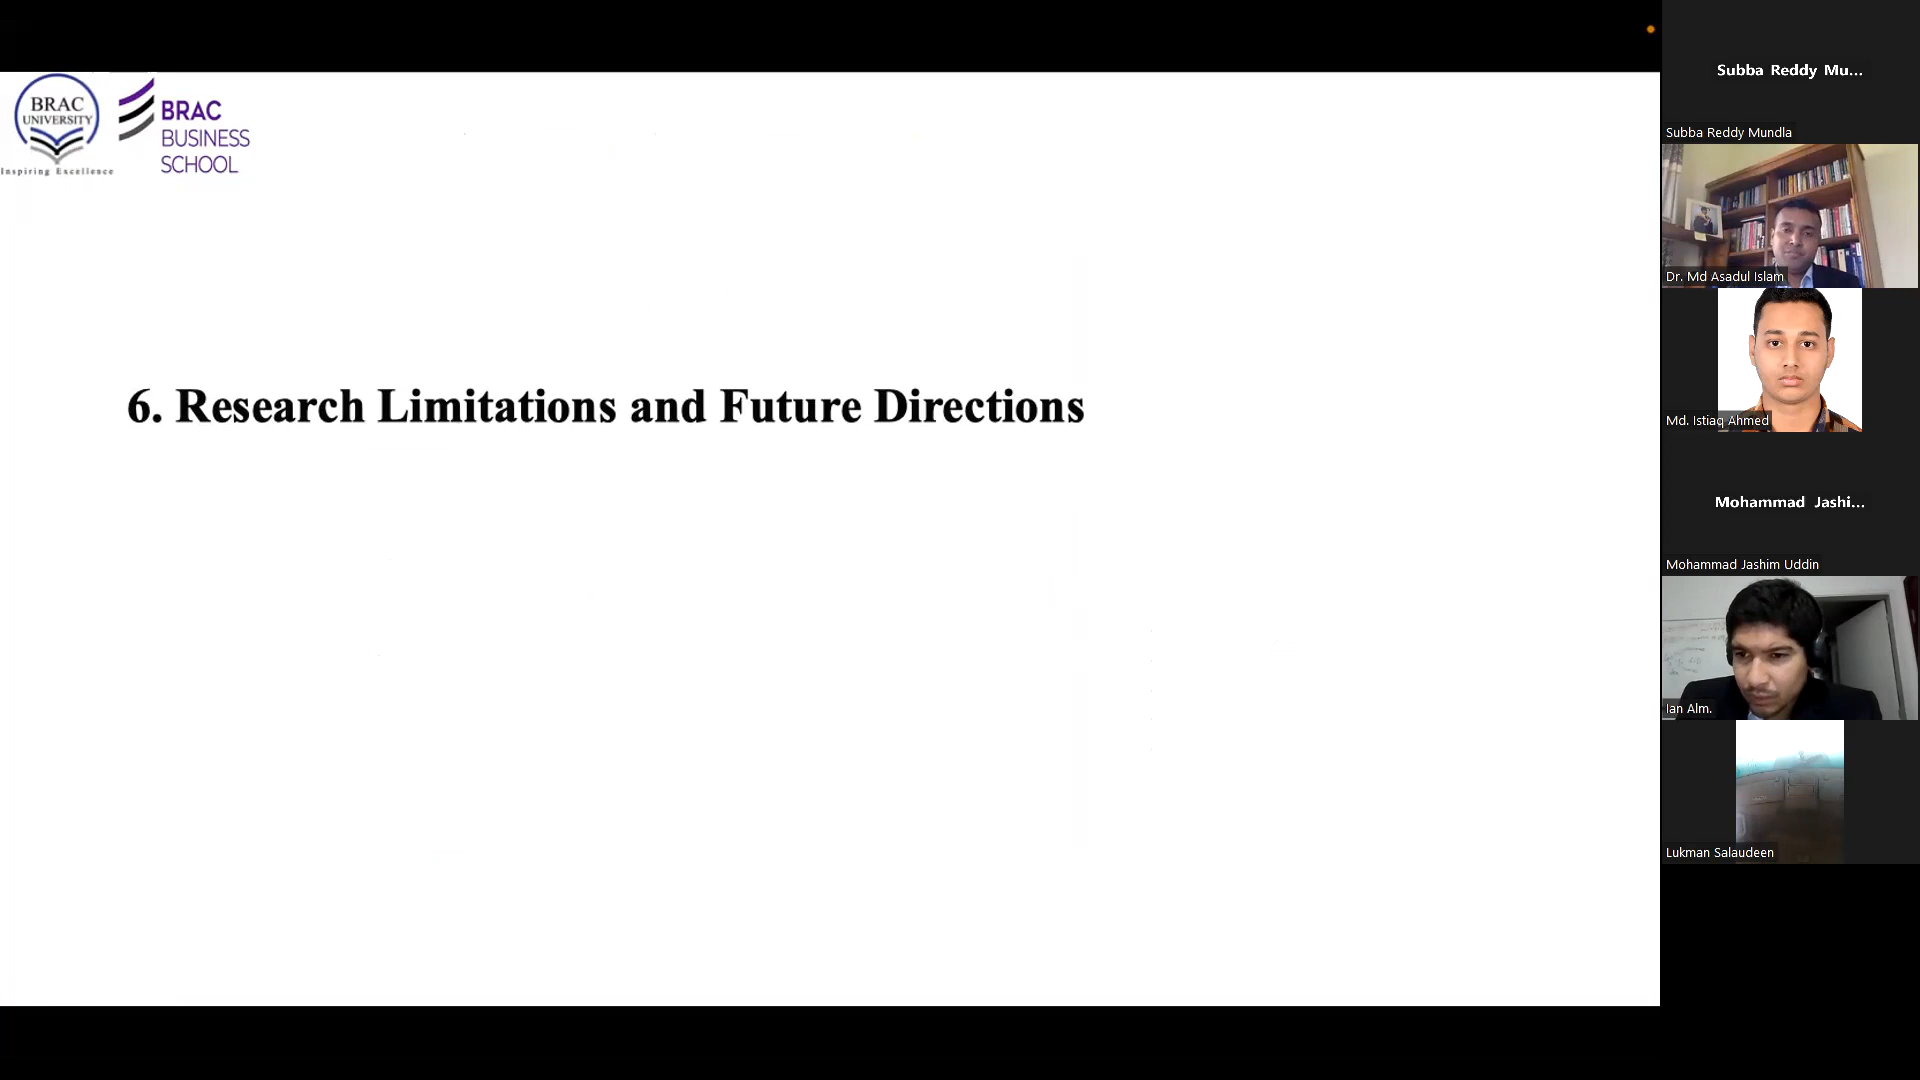 BRAC
UNIVERSITY
Inspiring Excellence
BRAC
BUSINESS
SCHOOL
6. Research Limitations and Future Directions
Subba Reddy Mu...
Subba Reddy Mundla
Dr. Md Asadul Islam
Md. Istiaq Ahmed
Mohammad Jashi...
Mohammad Jashim Uddin
Ian Alm.
Lukman Salaudeen